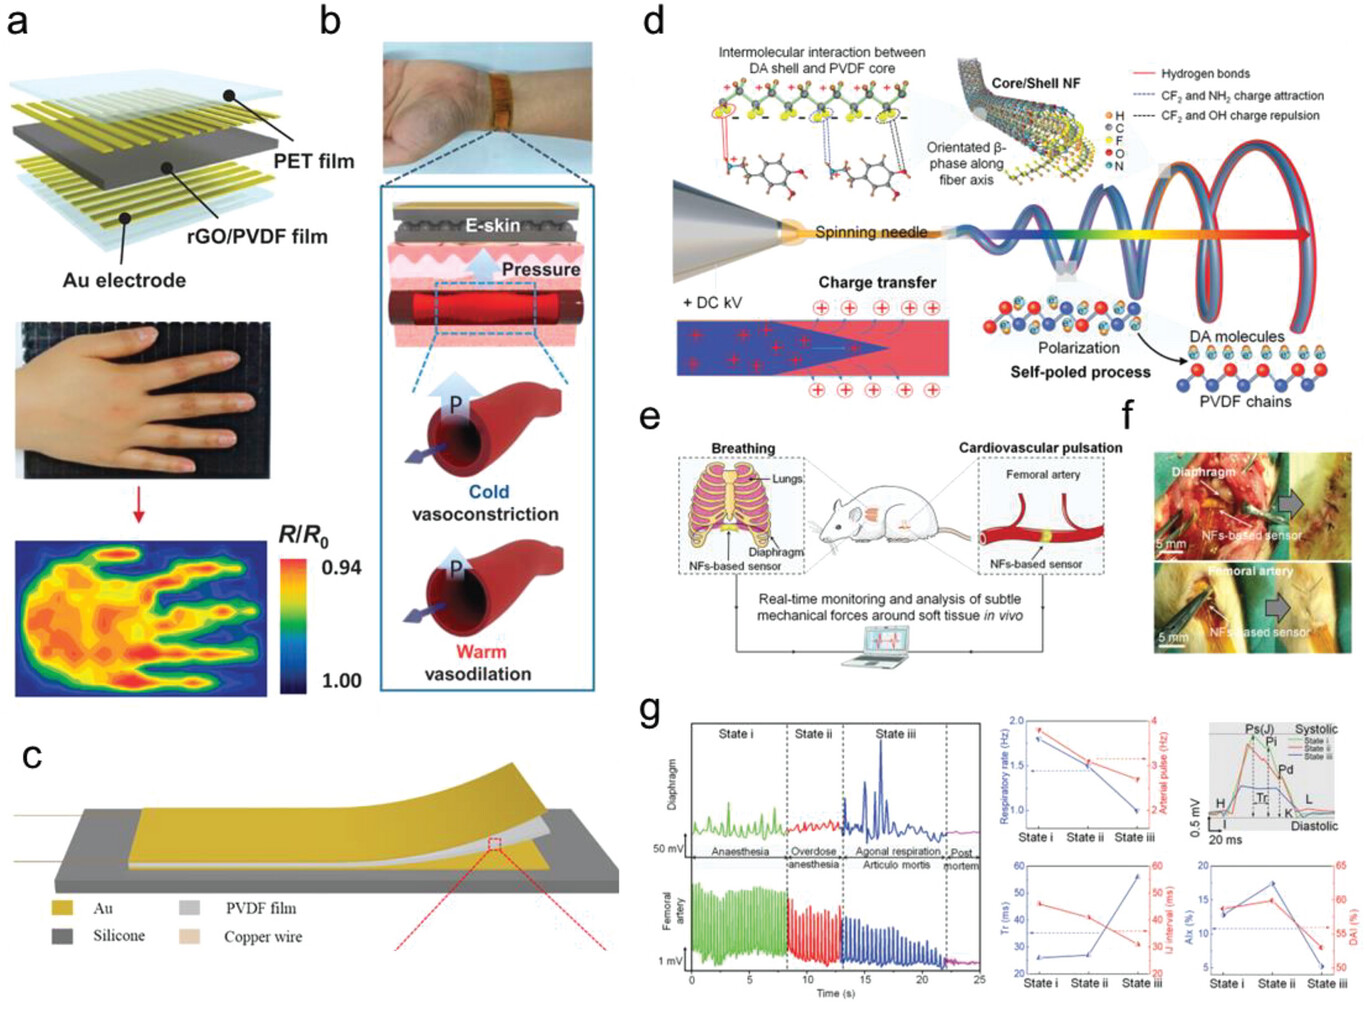 a
PET film
rGO/PVDF film
Au electrode
R/R0
0.94
1.00
b
E-skin
Pressure
P
Cold
vasoconstriction
P
Warm
vasodilation
c
Au
PVDF film
Silicone
Copper wire
d
Intermolecular interaction between
DA shell and PVDF core
Core/Shell NF
Hydrogen bonds
CF2 and NH2 charge attraction
CF2 and OH charge repulsion
H
C
F
O
N
Orientated β-
phase along
fiber axis
Spinning needle
Charge transfer
+ DC kV
Polarization
Self-poled process
DA molecules
PVDF chains
e
Breathing
Lungs
Diaphragm
NFs-based sensor
Cardiovascular pulsation
Femoral artery
NFs-based sensor
Real-time monitoring and analysis of subtle
mechanical forces around soft tissue in vivo
f
Diaphragm
NFs-based sensor
5 mm
Femoral artery
NFs-based sensor
5 mm
g
State i
State ii
State iii
Diaphragm
50 mV
Anaesthesia
Overdose
anesthesia
Agonal respiration
Articulo mortis
Post
mortem
Femoral
artery
1 mV
0 5 10 15 20 25
Time (s)
Respiratory rate (Hz)
2.0
1.5
1.0
Arterial pulse (Hz)
4
3
2
State i State ii State iii
Ps(J)
Systolic
State i
State ii
State iii
Pi
Pd
H
Tr
L
K
I
0.5 mV
20 ms
Diastolic
Tr (ms)
60
50
40
30
20
IJ interval (ms)
60
50
40
30
20
State i State ii State iii
AIx (%)
20
15
10
5
DAI (%)
65
60
55
50
State i State ii State iii